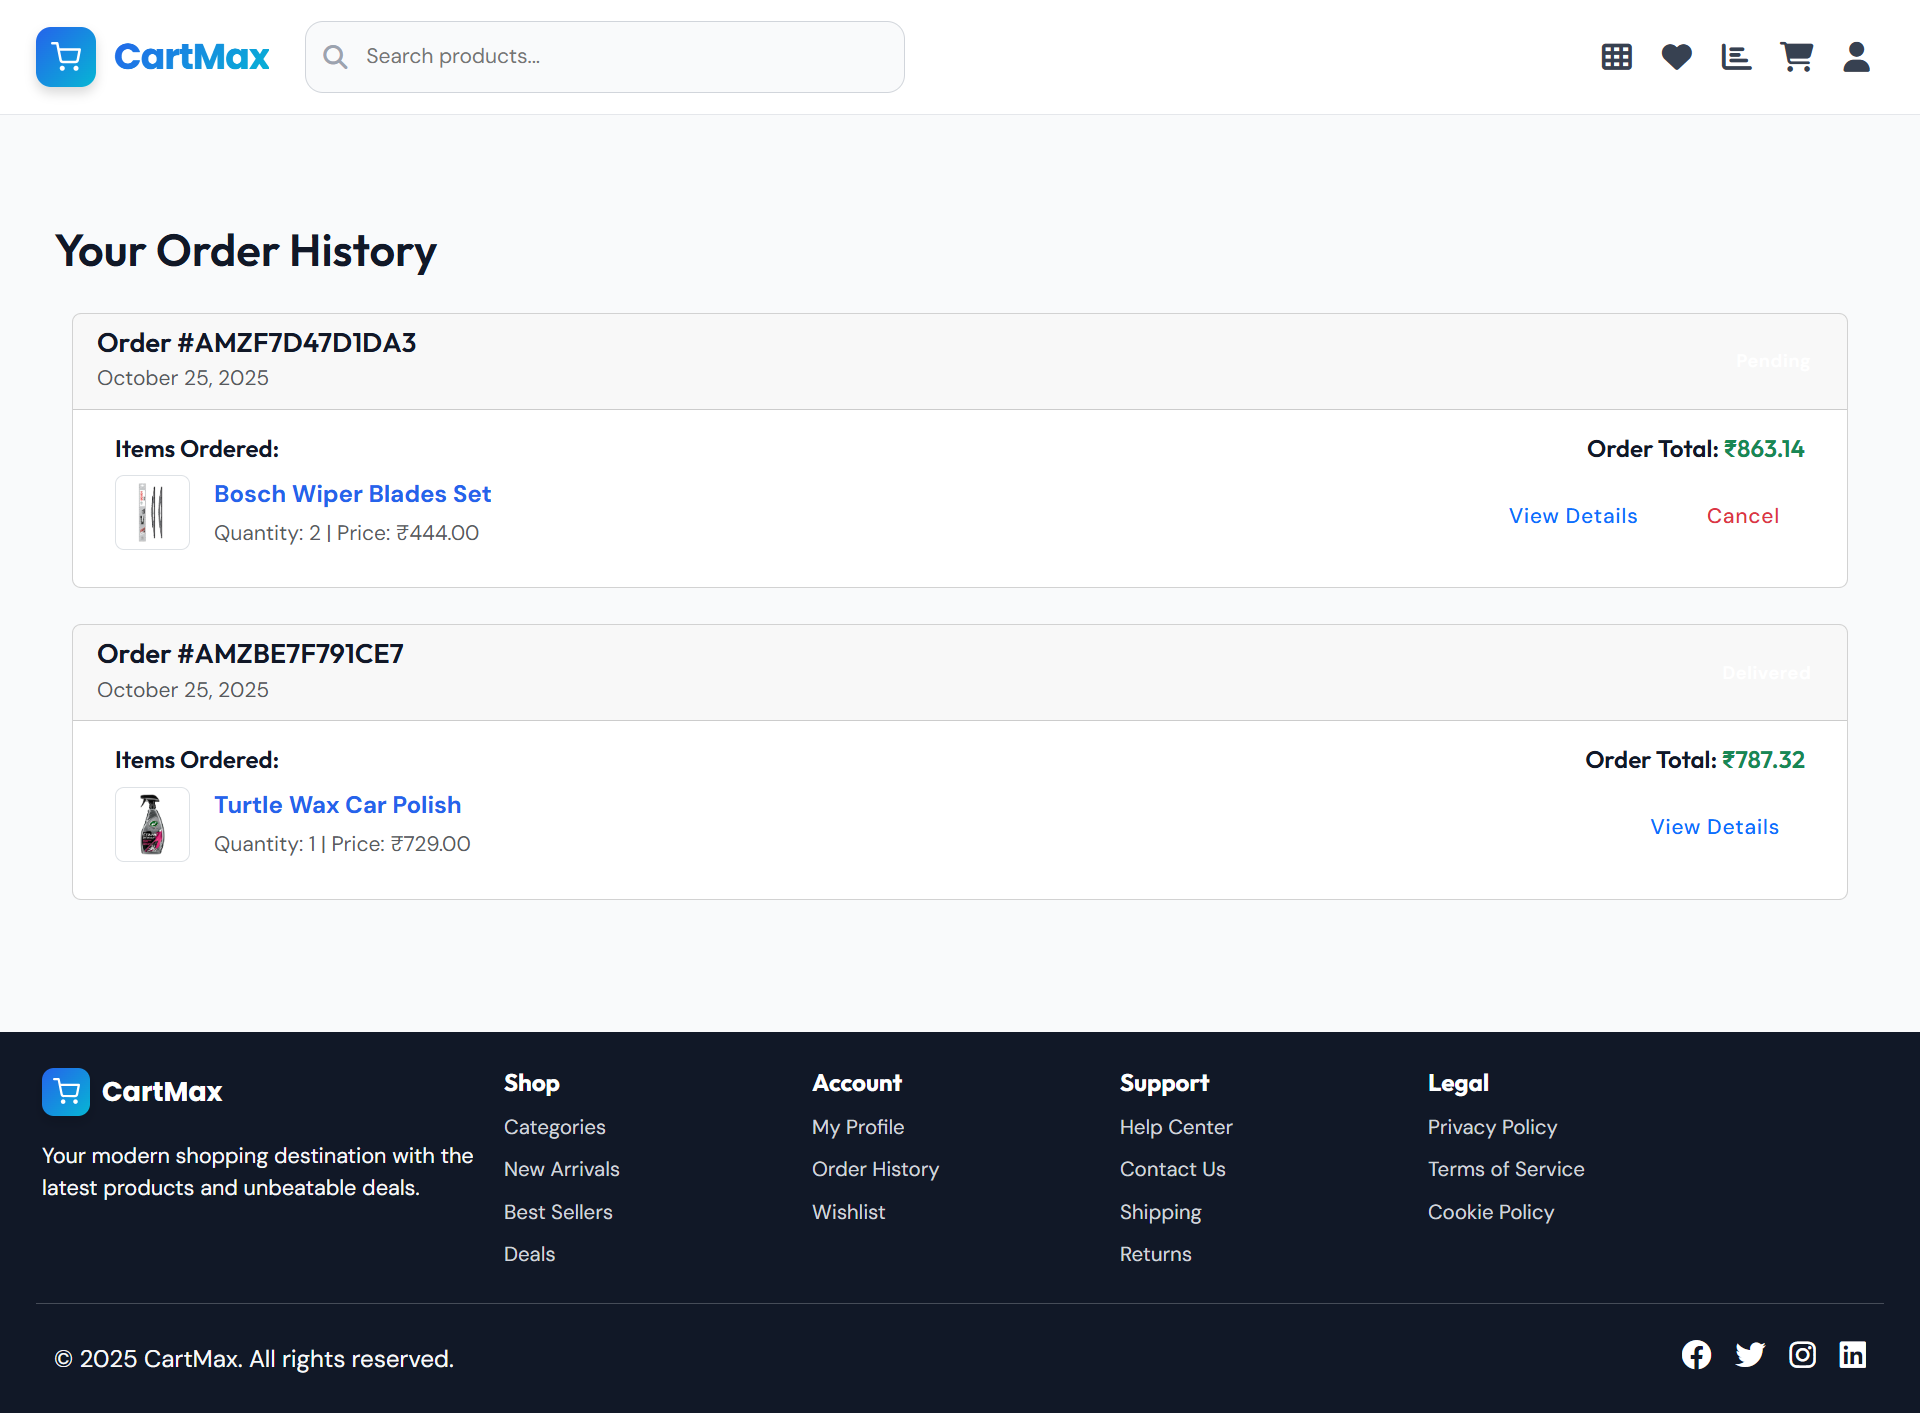 CartMax
Search products...
Your Order History
Order #AMZF7D47D1DA3
October 25, 2025
Pending
Items Ordered:
Order Total: ₹863.14
Bosch Wiper Blades Set
Quantity: 2 | Price: ₹444.00
View Details
Cancel
Order #AMZBE7F791CE7
October 25, 2025
Delivered
Items Ordered:
Order Total: ₹787.32
Turtle Wax Car Polish
Quantity: 1 | Price: ₹729.00
View Details
CartMax
Your modern shopping destination with the
latest products and unbeatable deals.
Shop
Categories
New Arrivals
Best Sellers
Deals
Account
My Profile
Order History
Wishlist
Support
Help Center
Contact Us
Shipping
Returns
Legal
Privacy Policy
Terms of Service
Cookie Policy
© 2025 CartMax. All rights reserved.